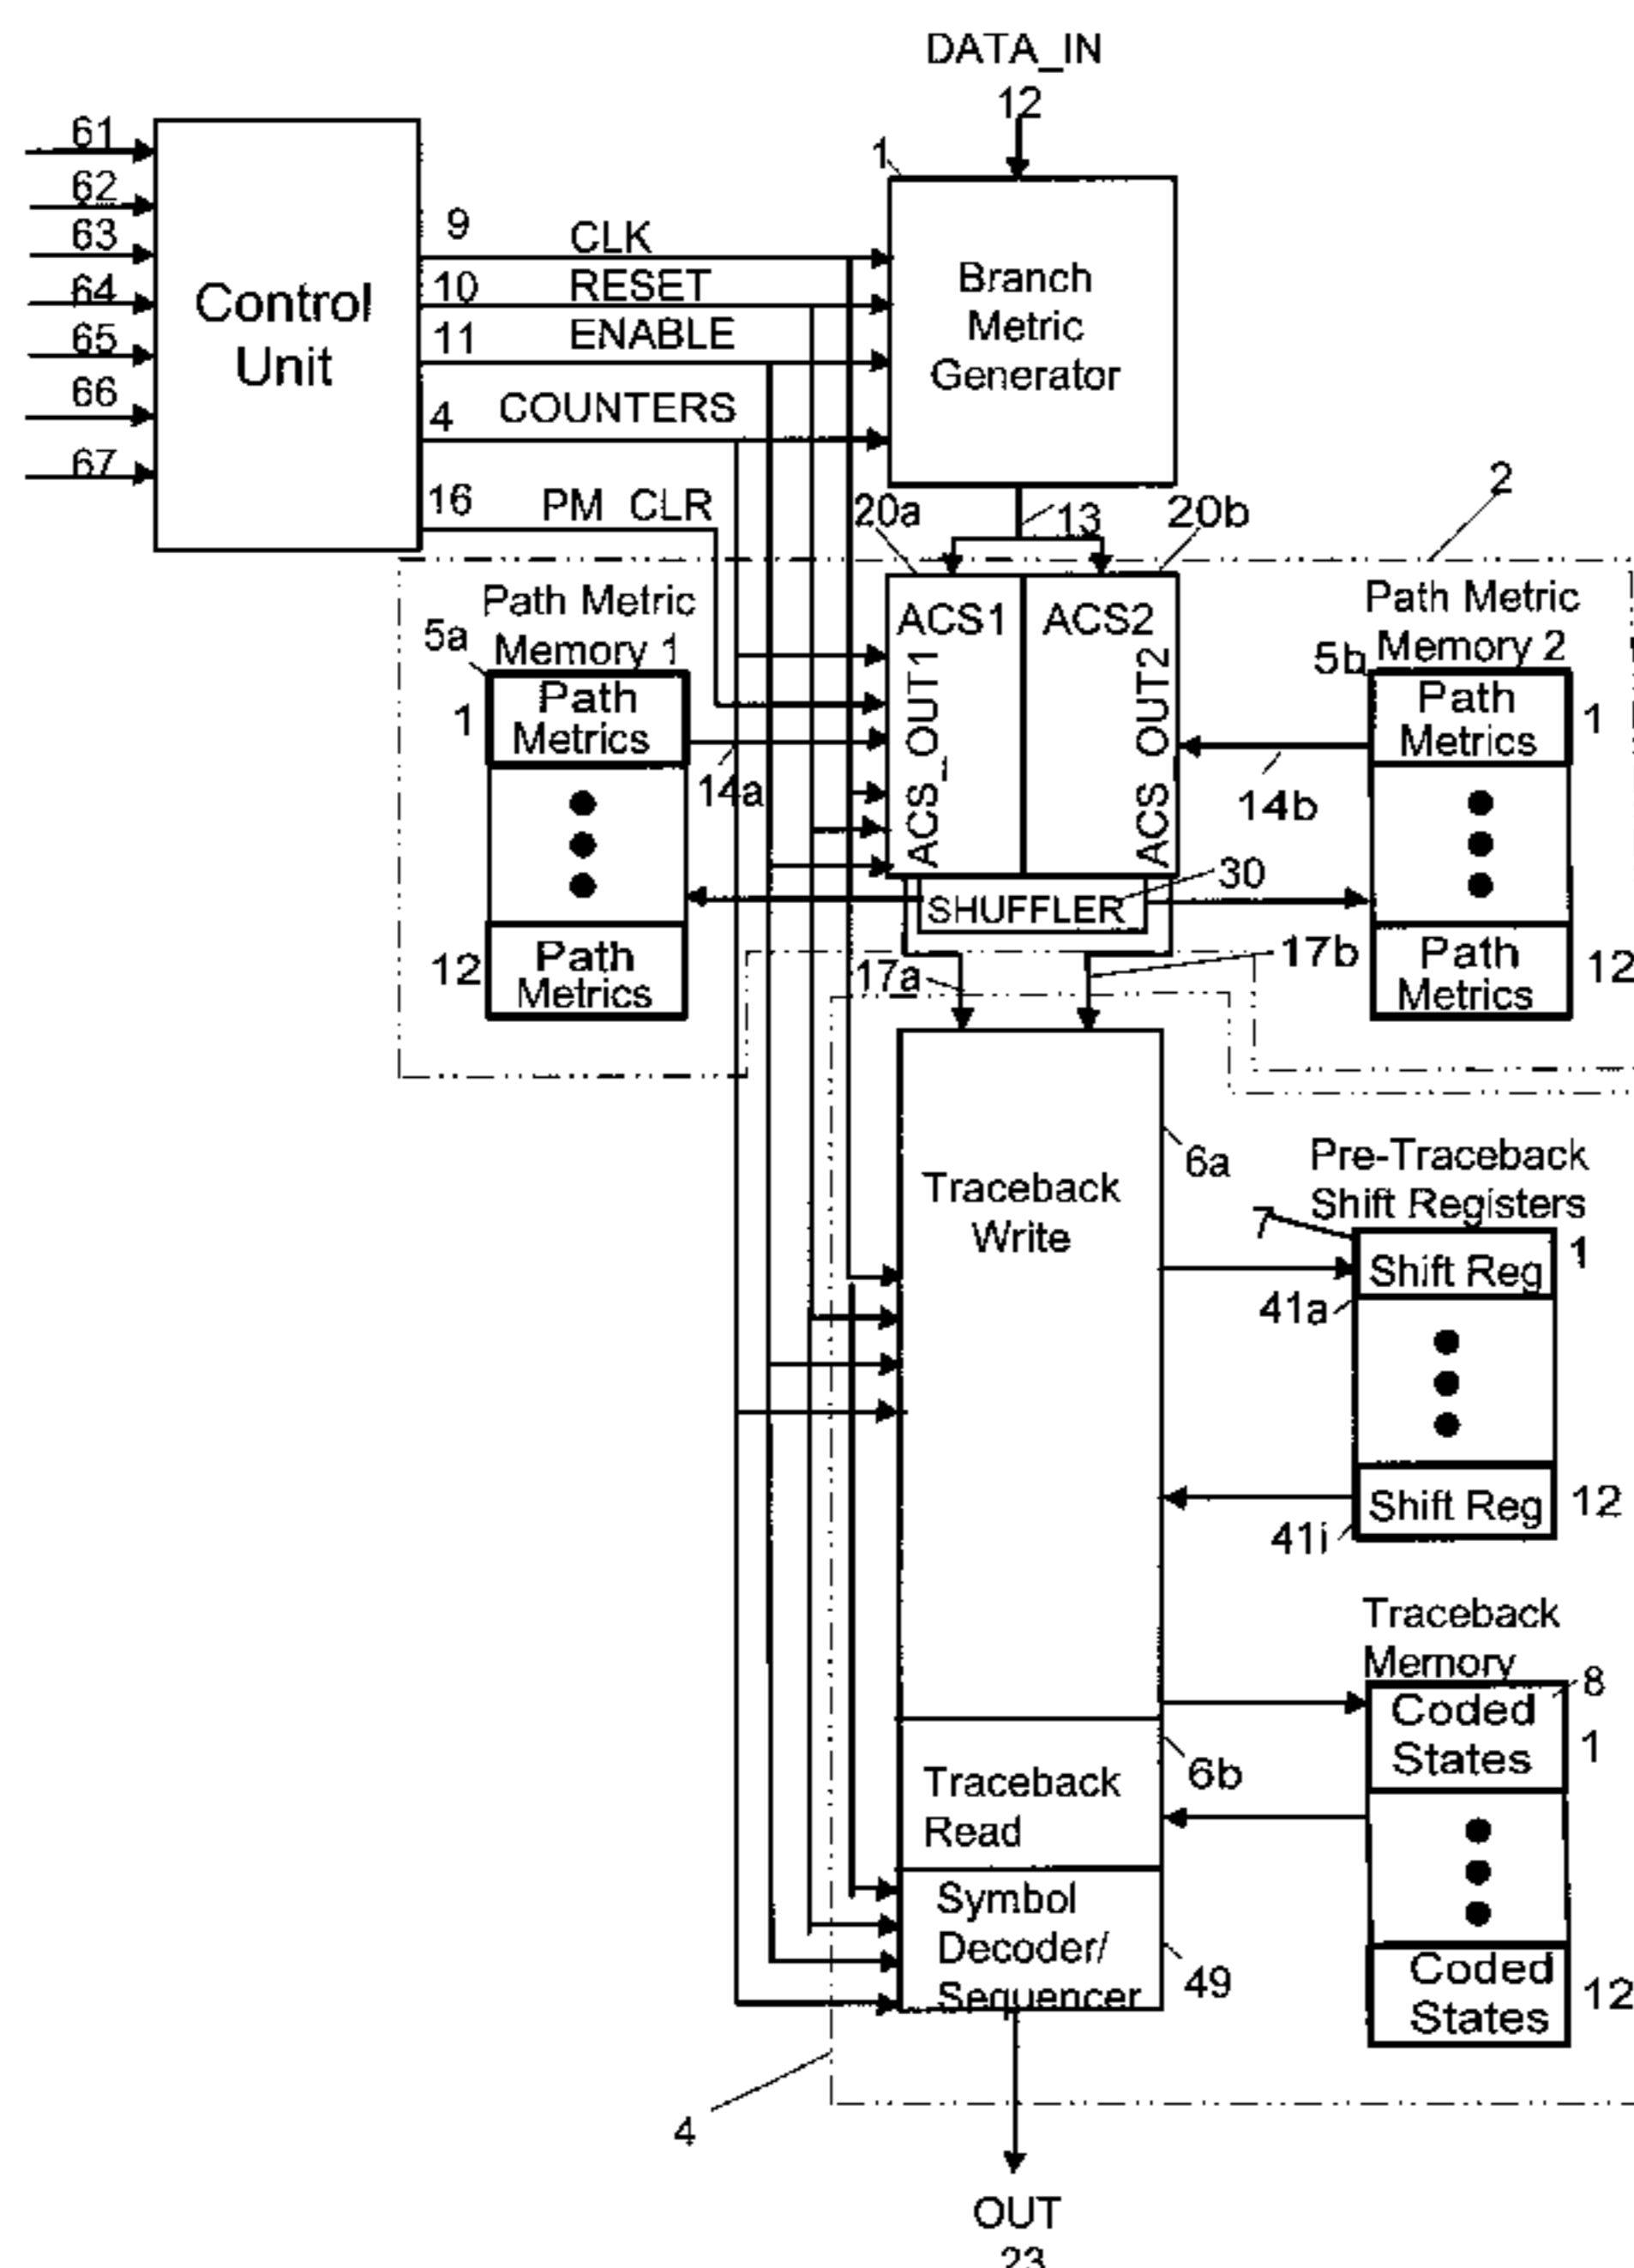 DATA_IN
12
61
62
63
64
65
66
67
Control
Unit
9 CLK
10 RESET
11 ENABLE
4 COUNTERS
16 PM_CLR
1
Branch
Metric
Generator
13
20a
20b
2
Path Metric
Memory 1
5a
1
Path
Metrics
12
Path
Metrics
14a
ACS1
ACS2
ACS_OUT1
ACS_OUT2
SHUFFLER
30
Path Metric
Memory 2
5b
Path
Metrics
1
14b
Path
Metrics
12
17a
17b
Traceback
Write
6a
Pre-Traceback
Shift Registers
7
Shift Reg
1
41a
Shift Reg
12
41i
Traceback
Memory
8
Coded
States
1
Traceback
Read
6b
Symbol
Decoder/
Sequencer
49
Coded
States
12
4
OUT
23